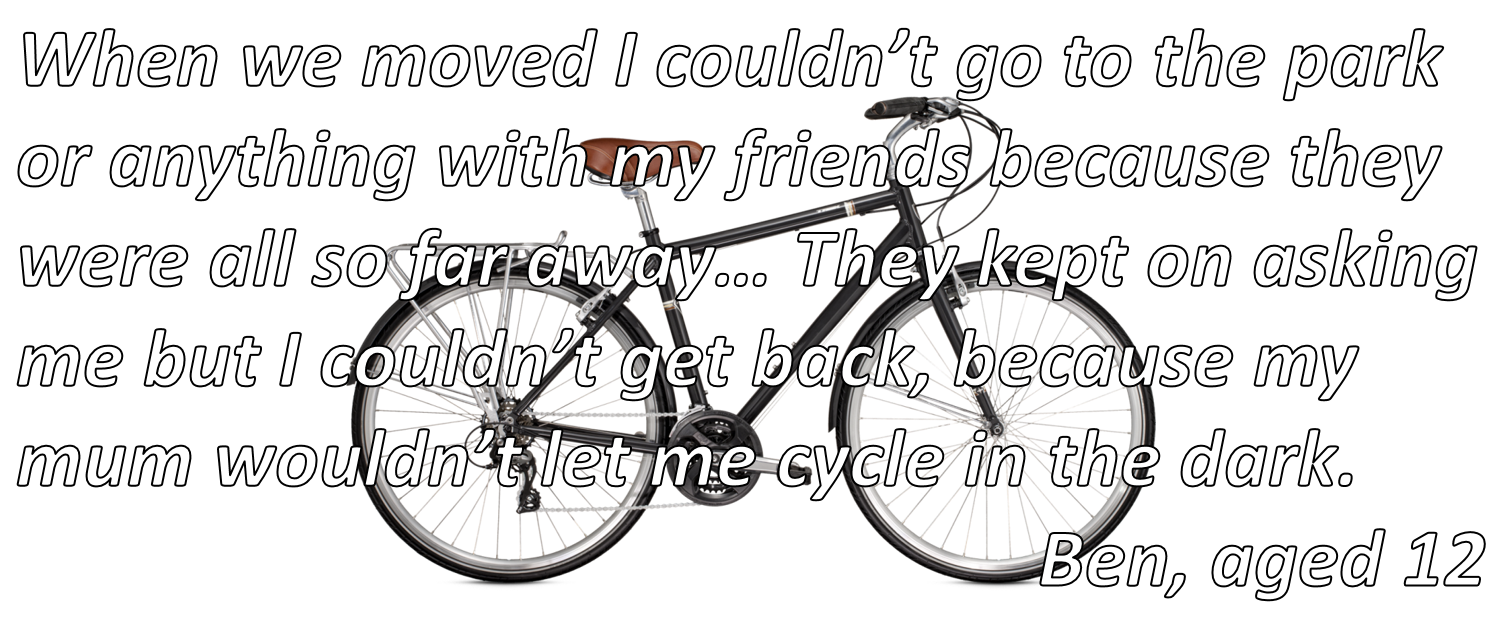 When we moved I couldn’t go to the park
or anything with my friends because they
were all so far away... They kept on asking
me but I couldn’t get back, because my
mum wouldn’t let me cycle in the dark.
Ben, aged 12